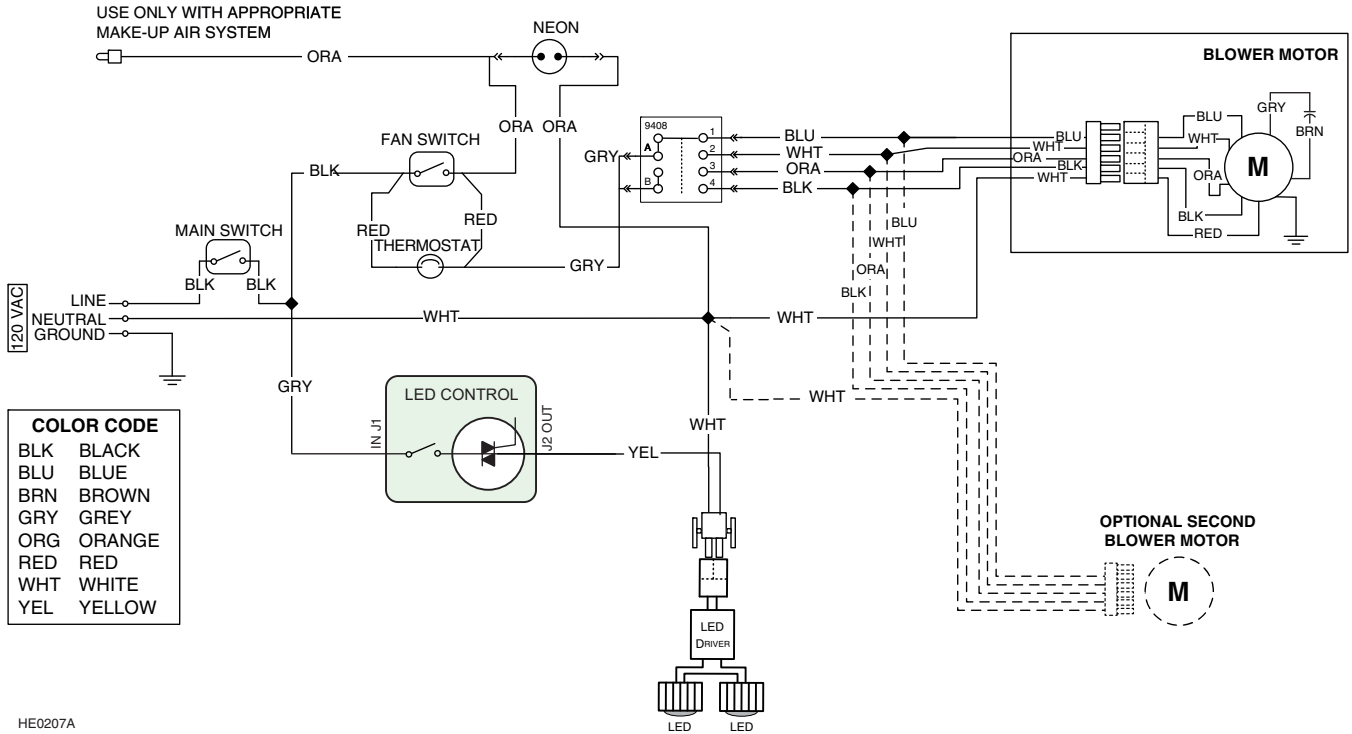 USE ONLY WITH APPROPRIATE
MAKE-UP AIR SYSTEM
NEON
ORA
BLOWER MOTOR
GRY
BLU
BRN
FAN SWITCH
ORA
ORA
9408
A
B
1
2
3
4
GRY
BLU
WHT
ORA
BLK
BLU
WHT
ORA
BLK
WHT
WHT
ORA
M
BLK
RED
BLK
RED
RED
THERMOSTAT
GRY
MAIN SWITCH
BLK
BLK
BLU
WHT
ORA
BLK
120 VAC
LINE
NEUTRAL
GROUND
WHT
WHT
GRY
LED CONTROL
IN J1
J2 OUT
WHT
WHT
YEL
COLOR CODE
BLK BLACK
BLU BLUE
BRN BROWN
GRY GREY
ORG ORANGE
RED RED
WHT WHITE
YEL YELLOW
OPTIONAL SECOND
BLOWER MOTOR
M
LED
DRIVER
LED
LED
HE0207A